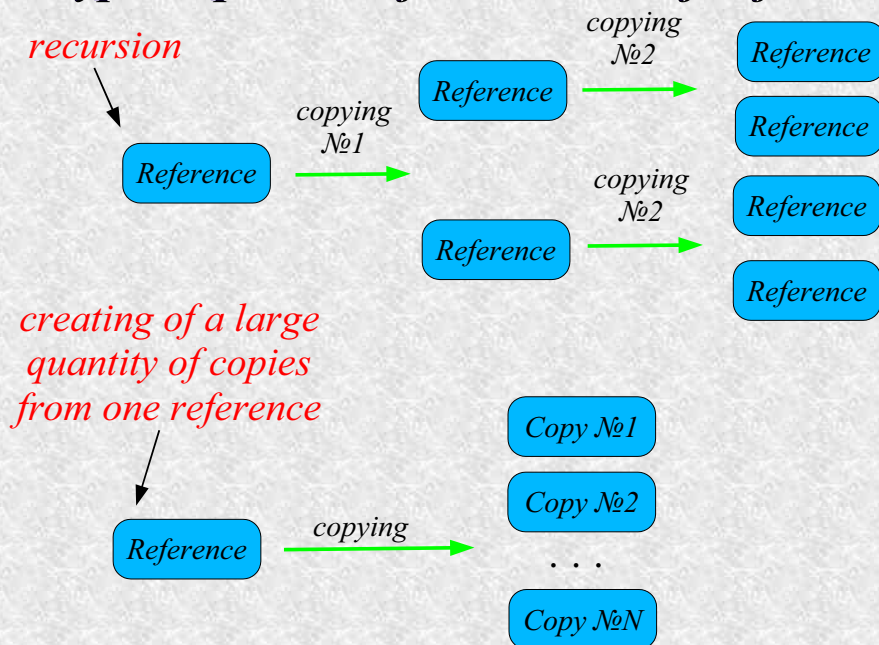 recursion
copying
№1
copying
№2
Reference
Reference
Reference
Reference
copying
№2
Reference
Reference
Reference
creating of a large
quantity of copies
from one reference
Copy №1
Copy №2
Reference
copying
. . .
Copy №N